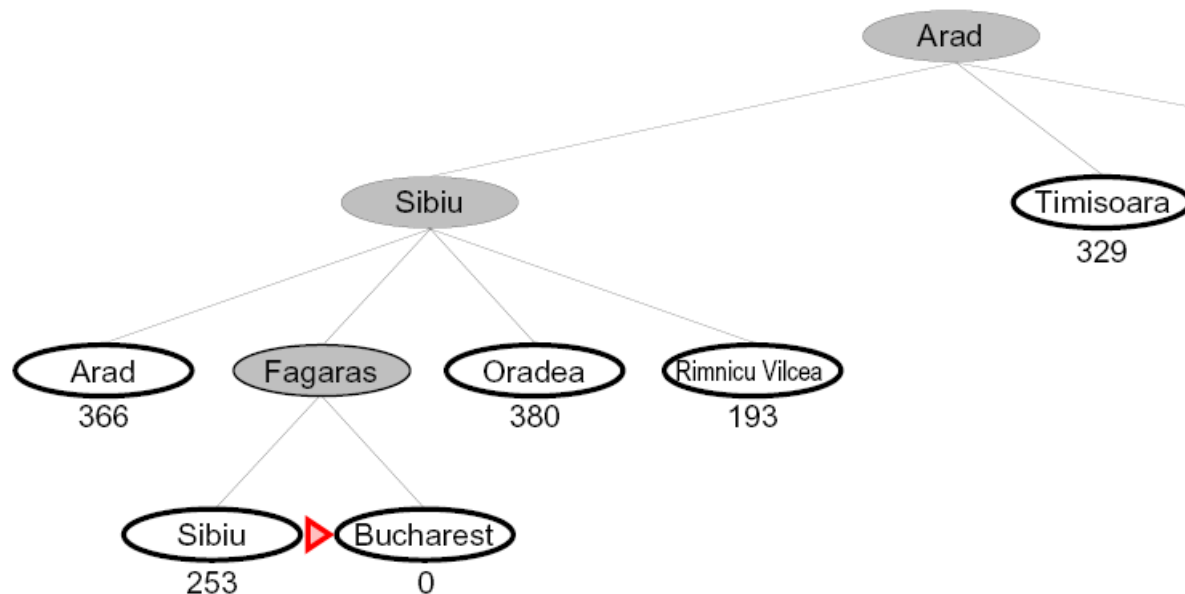 Arad
Sibiu
Timisoara
329
Arad
Fagaras
Oradea
Rimnicu Vilcea
366
380
193
Sibiu
Bucharest
253
0